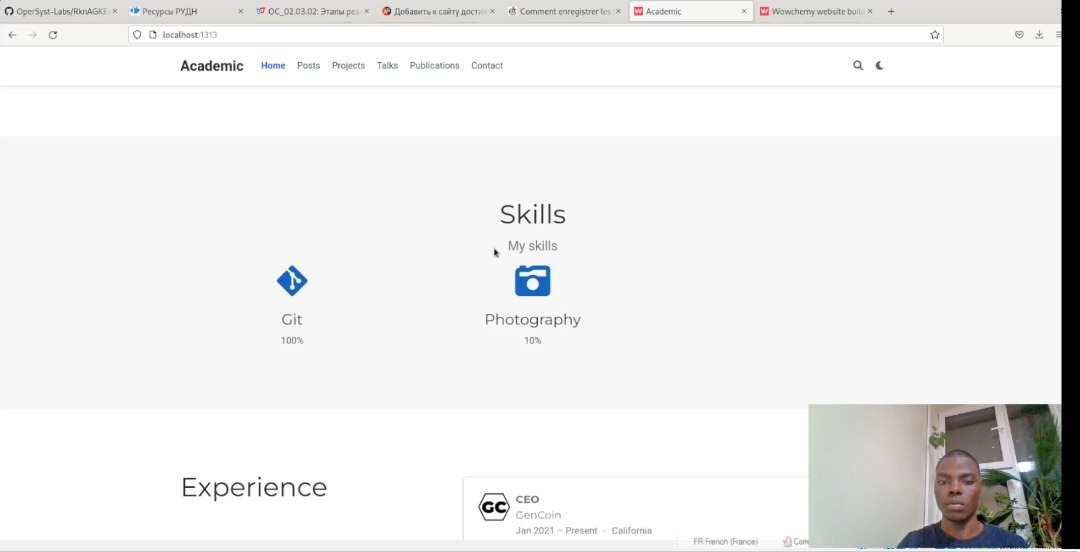 OperSyst-Labs/RknAGKE
Ресурсы РУДН
ОС_02.03.02: Этапы реа
Добавить к сайту дости
Comment enregistrer les
Academic
Wowchemy website buil
localhost:1313
Academic
Home Posts Projects Talks Publications Contact
Skills
My skills
Git
Photography
100%
10%
Experience
GC
CEO
GenCoin
Jan 2021 – Present · California
FR French (France)